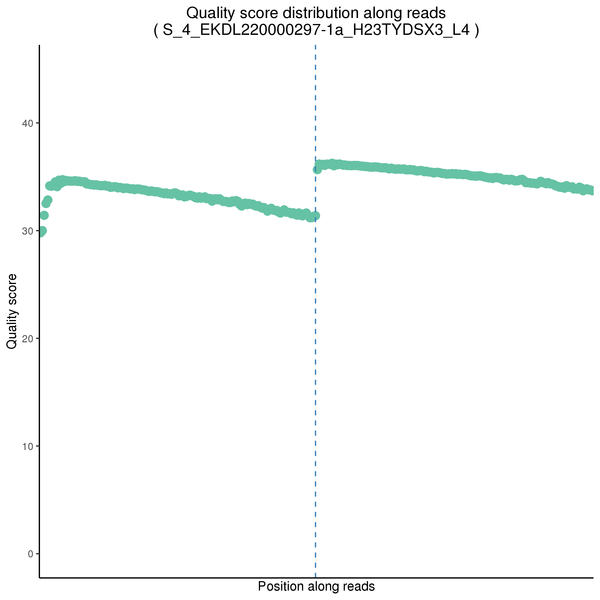 Quality score distribution along reads
( S_4_EKDL220000297-1a_H23TYDSX3_L4 )
40
30
20
10
0
Quality score
Position along reads